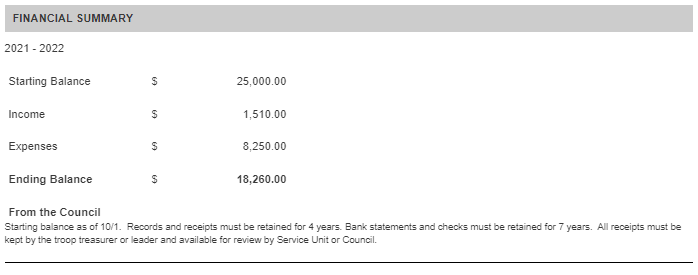 FINANCIAL SUMMARY
2021 - 2022
Starting Balance $ 25,000.00
Income $ 1,510.00
Expenses $ 8,250.00
Ending Balance $ 18,260.00
From the Council
Starting balance as of 10/1. Records and receipts must be retained for 4 years. Bank statements and checks must be retained for 7 years. All receipts must be
kept by the troop treasurer or leader and available for review by Service Unit or Council.